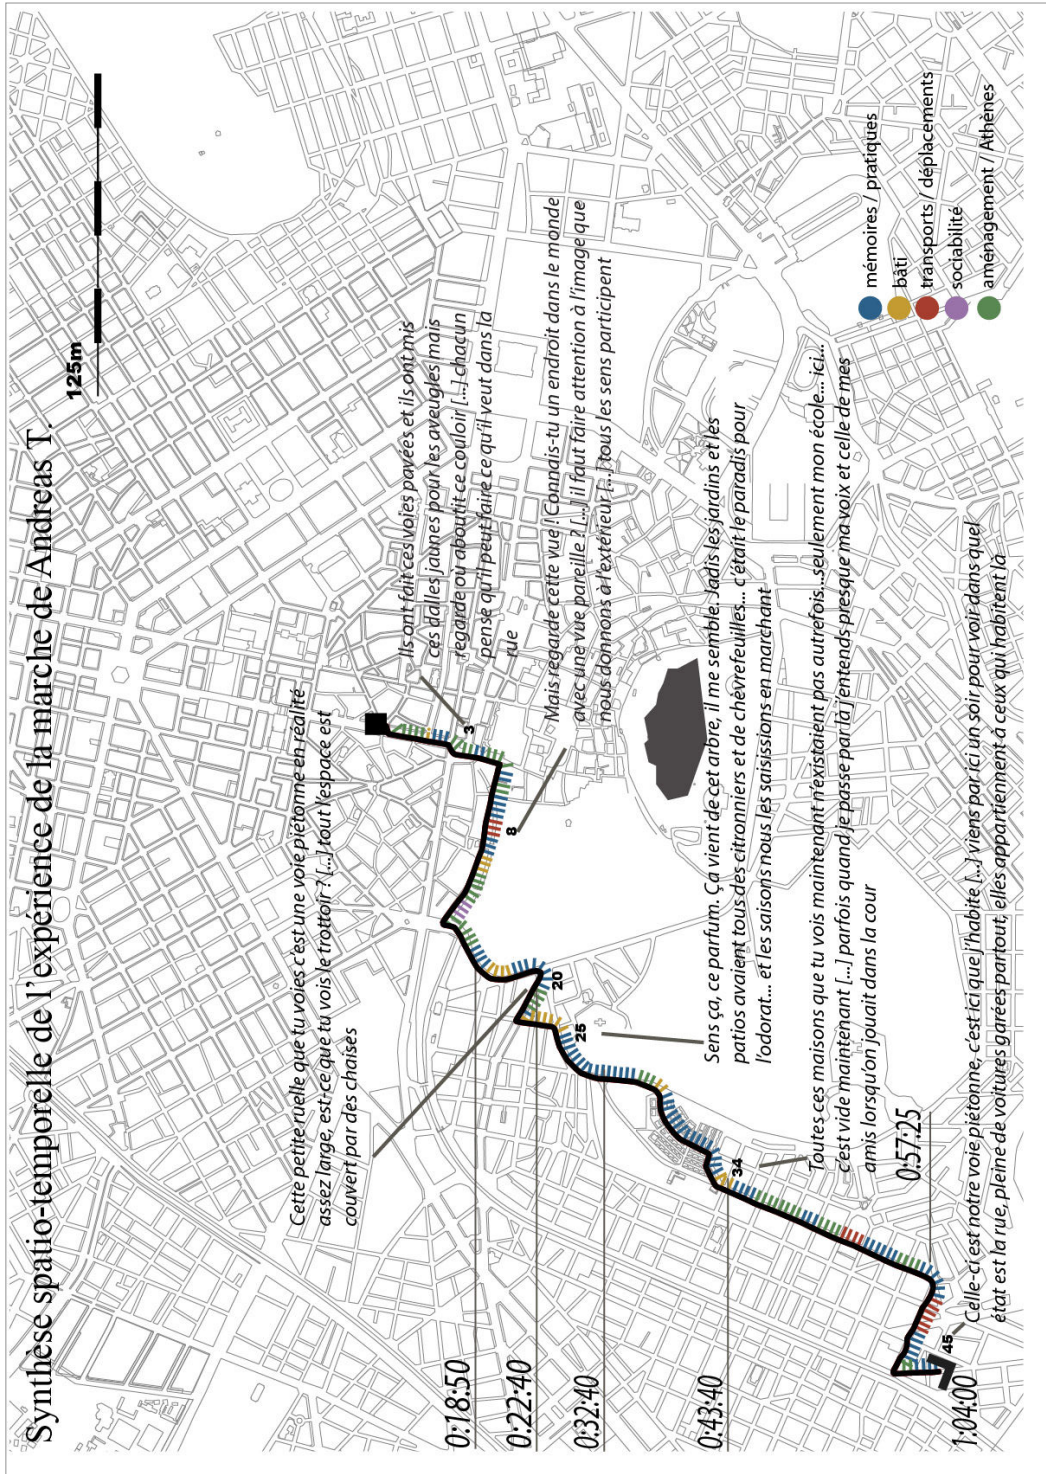 Synthèse spatio-temporelle de l'expérience de la marche de Andreas T.
125m
Cette petite ruelle que tu voies c'est une voie piétonne en réalité
assez large, est-ce que tu vois le trottoir ? [...] tout l'espace est
couvert par des chaises
Ils ont fait ces voies pavées et ils ont mis
ces dalles jaunes pour les aveugles mais
regarde ou aboutit ce couloir [...] chacun
pense qu'il peut faire ce qu'il veut dans la
rue
3
Mais regarde cette vue ! Connais-tu un endroit dans le monde
avec une vue pareille ? [...] il faut faire attention à l'image que
nous donnons à l'extérieur [...] tous les sens participent
8
20
25
Sens ça, ce parfum. Ça vient de cet arbre, il me semble. Jadis les jardins et les
patios avaient tous des citronniers et de chèvrefeuilles... c'était le paradis pour
l'odorat... et les saisons nous les saisissions en marchant
34
Toutes ces maisons que tu vois maintenant n'éxistaient pas autrefois...seulement mon école... ici...
c'est vide maintenant [...] parfois quand je passe par là j'entends presque ma voix et celle de mes
amis lorsqu'on jouait dans la cour
45
Celle-ci est notre voie piétonne, c'est ici que j'habite [...] viens par ici un soir pour voir dans quel
état est la rue, pleine de voitures garées partout, elles appartiennent à ceux qui habitent là
0:18:50
0:22:40
0:32:40
0:43:40
0:57:25
1:04:00
mémoires / pratiques
bâti
transports / déplacements
sociabilité
aménagement / Athènes